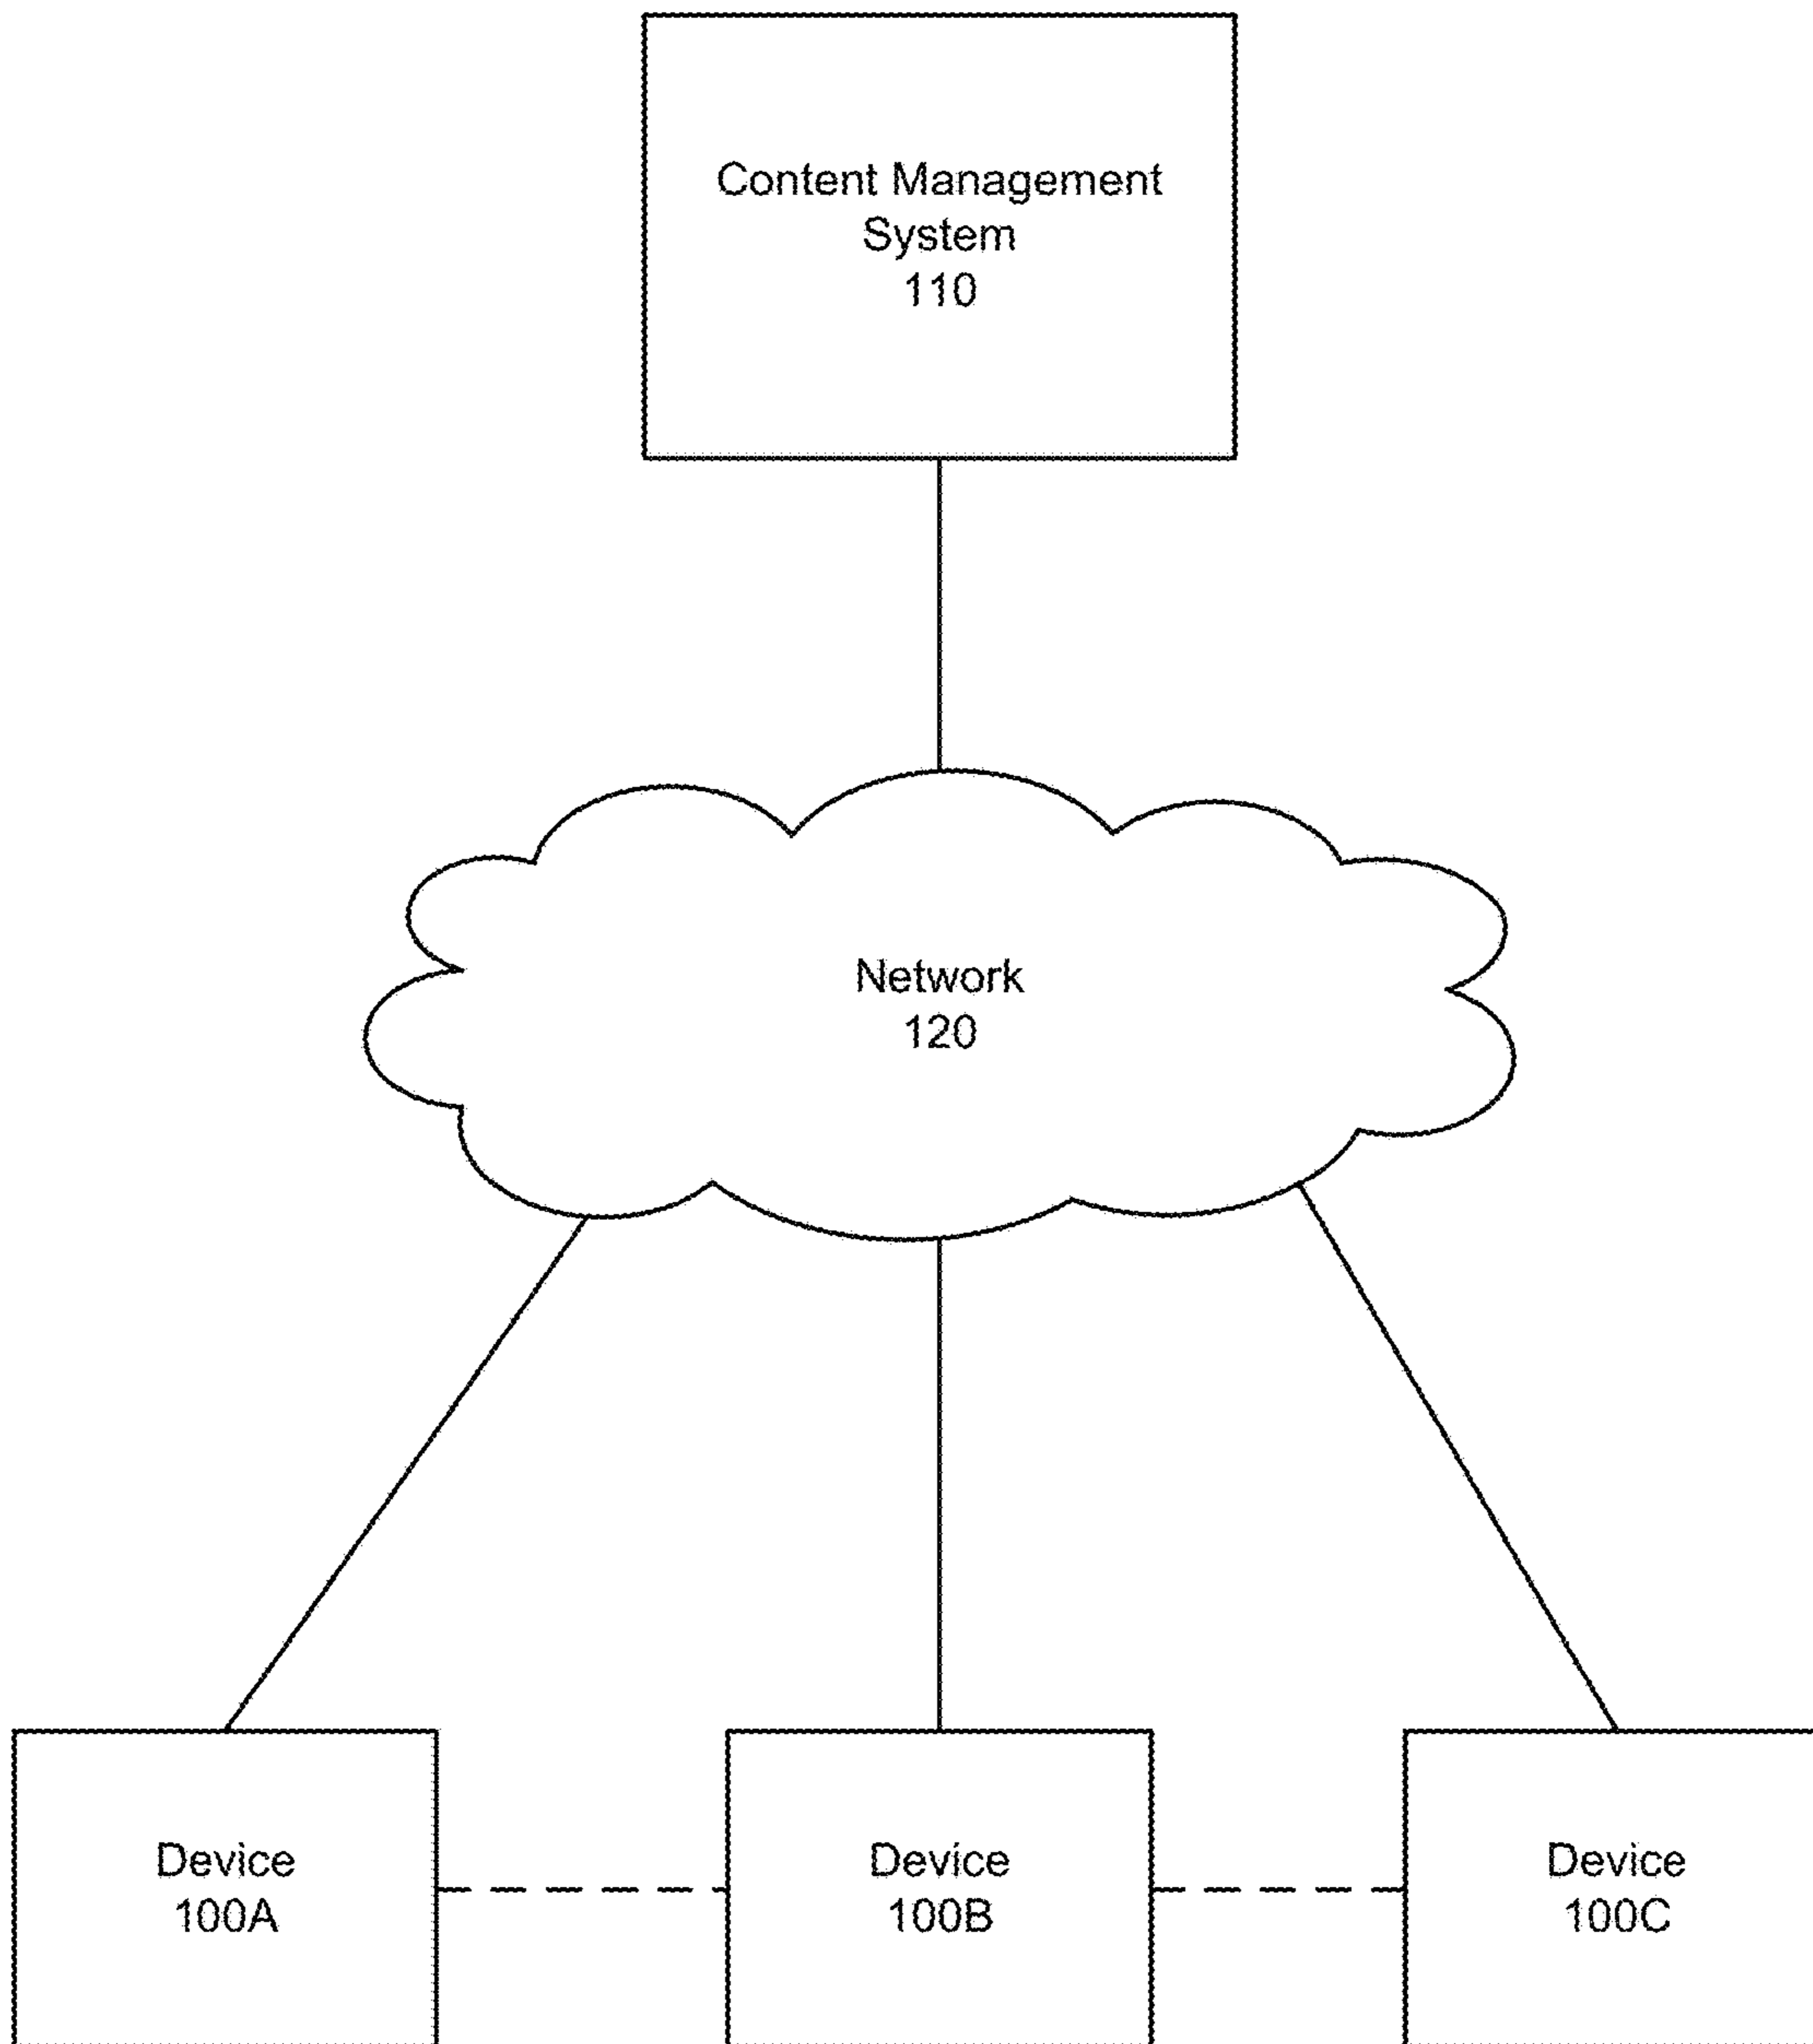 Content Management
System
110
Network
120
Device
100A
Device
100B
Device
100C